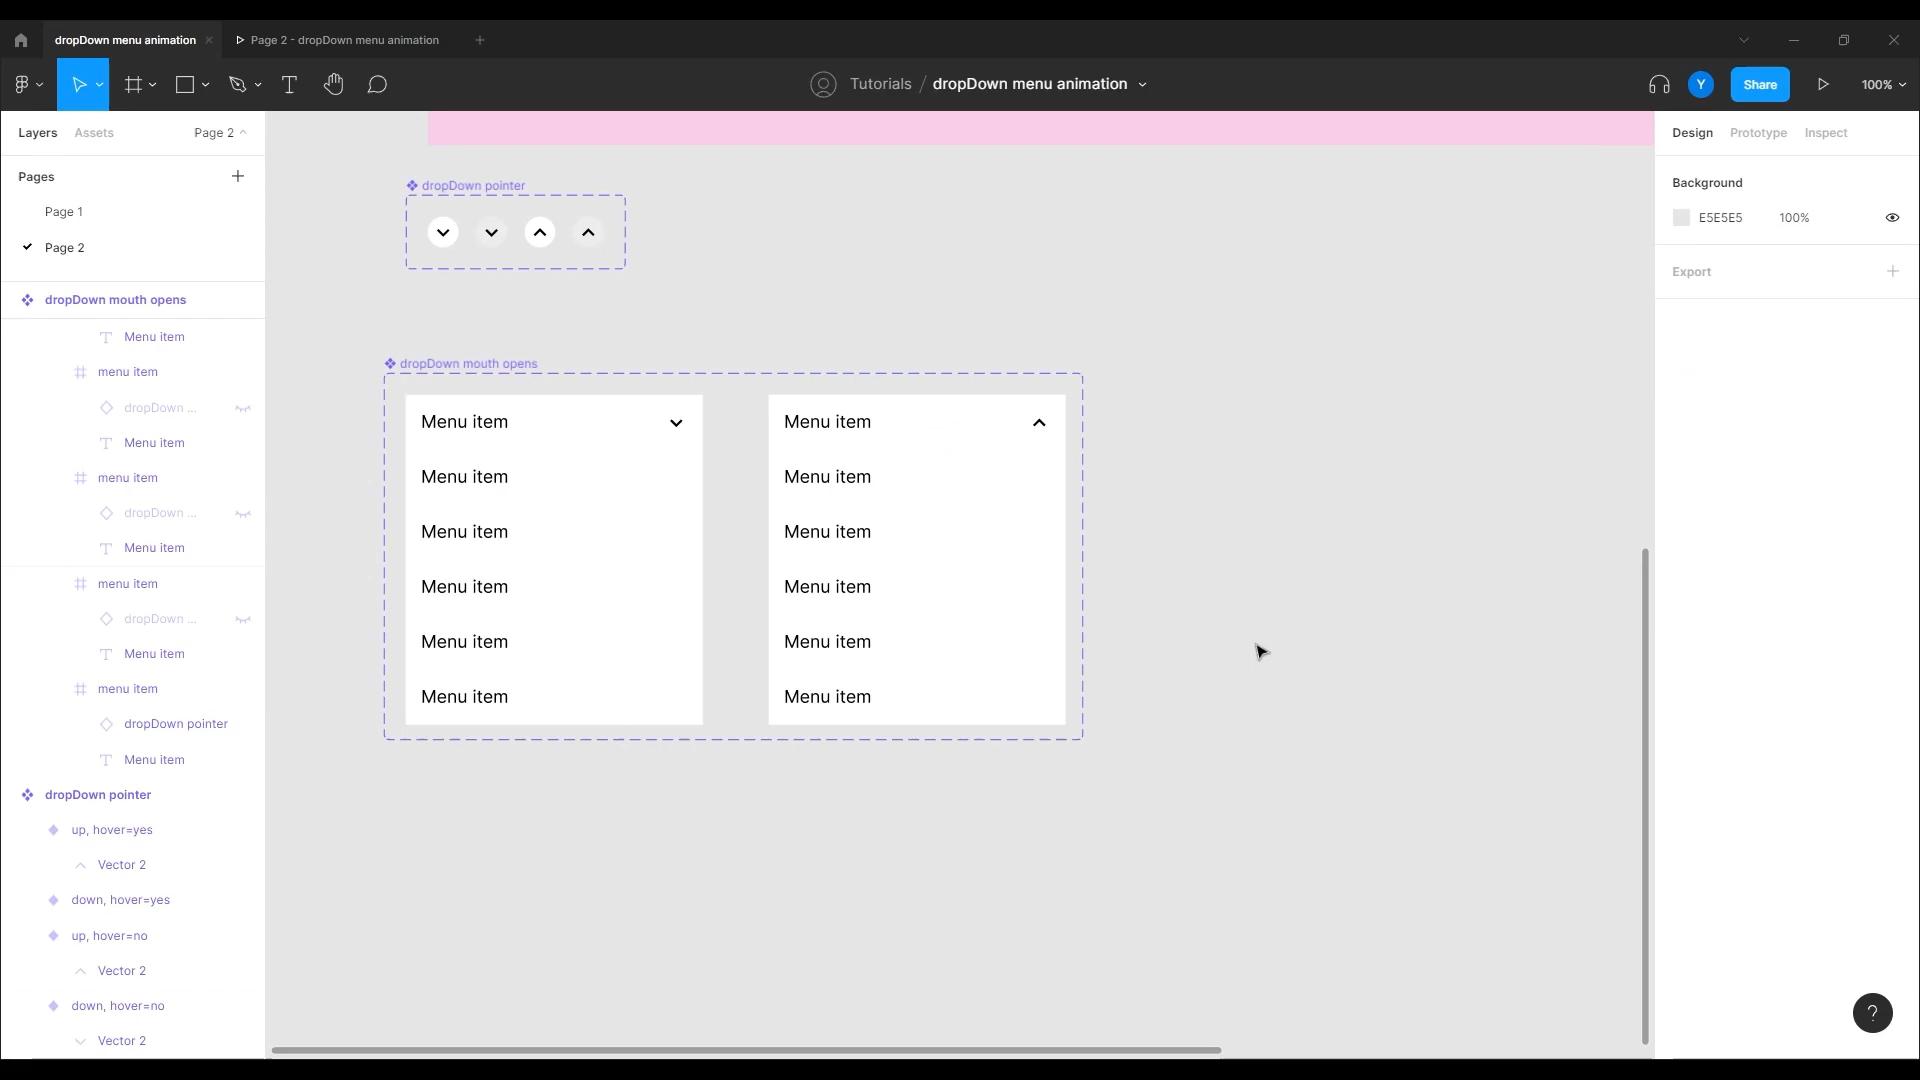 dropDown menu animation
Page 2 - dropDown menu animation
Tutorials / dropDown menu animation
Y
Share
100%
Layers
Assets
Page 2
Pages
Page 1
Page 2
dropDown mouth opens
Menu item
menu item
dropDown ...
Menu item
menu item
dropDown ...
Menu item
menu item
dropDown ...
Menu item
menu item
dropDown pointer
Menu item
dropDown pointer
up, hover=yes
Vector 2
down, hover=yes
up, hover=no
Vector 2
down, hover=no
Vector 2
dropDown pointer
dropDown mouth opens
Menu item
Menu item
Menu item
Menu item
Menu item
Menu item
Menu item
Menu item
Menu item
Menu item
Menu item
Menu item
Design
Prototype
Inspect
Background
E5E5E5
100%
Export
?